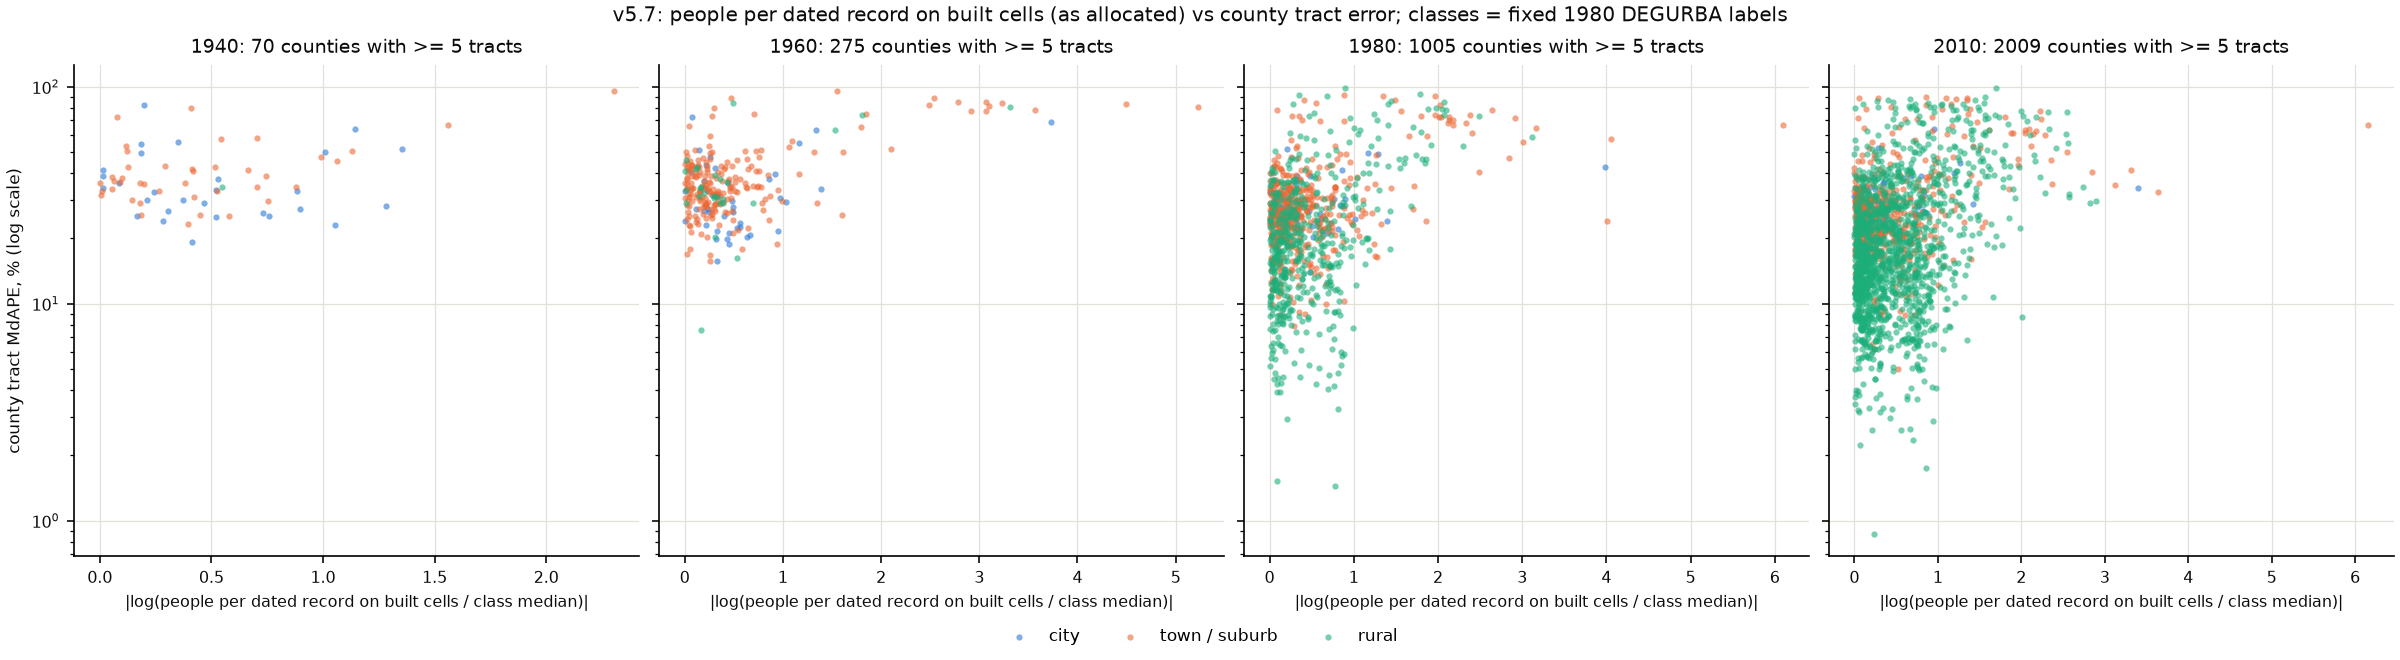 v5.7: people per dated record on built cells (as allocated) vs county tract error; classes = fixed 1980 DEGURBA labels
1940: 70 counties with >= 5 tracts
1960: 275 counties with >= 5 tracts
1980: 1005 counties with >= 5 tracts
2010: 2009 counties with >= 5 tracts
county tract MdAPE, % (log scale)
10²
10¹
10⁰
0.0 0.5 1.0 1.5 2.0
0 1 2 3 4 5
0 1 2 3 4 5 6
0 1 2 3 4 5 6
|log(people per dated record on built cells / class median)|
|log(people per dated record on built cells / class median)|
|log(people per dated record on built cells / class median)|
|log(people per dated record on built cells / class median)|
city town / suburb rural